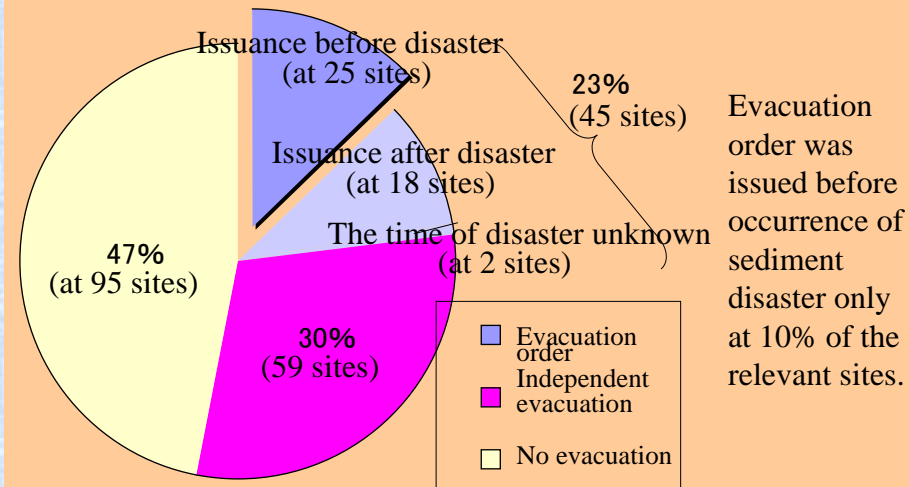 Issuance before disaster
(at 25 sites)
23%
(45 sites)
Issuance after disaster
(at 18 sites)
The time of disaster unknown
(at 2 sites)
47%
(at 95 sites)
30%
(59 sites)
Evacuation
order
Independent
evacuation
No evacuation
Evacuation
order was
issued before
occurrence of
sediment
disaster only
at 10% of the
relevant sites.